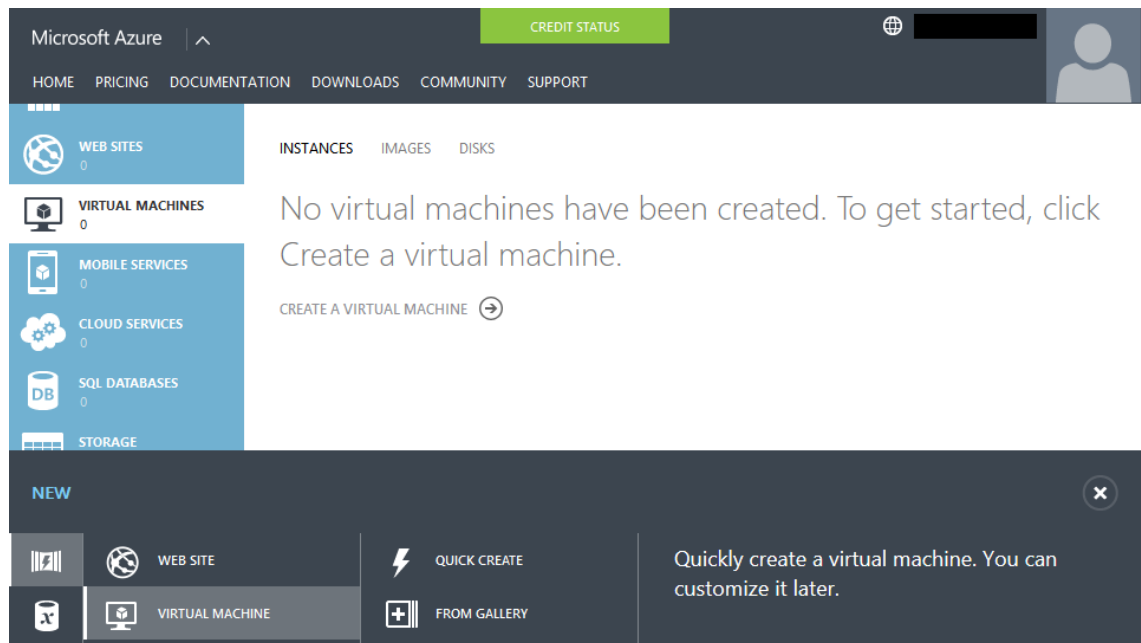 Microsoft Azure
CREDIT STATUS
HOME PRICING DOCUMENTATION DOWNLOADS COMMUNITY SUPPORT
WEB SITES
0
VIRTUAL MACHINES
0
MOBILE SERVICES
0
CLOUD SERVICES
0
DB
SQL DATABASES
0
STORAGE
INSTANCES IMAGES DISKS
No virtual machines have been created. To get started, click
Create a virtual machine.
CREATE A VIRTUAL MACHINE
NEW
WEB SITE
VIRTUAL MACHINE
QUICK CREATE
FROM GALLERY
Quickly create a virtual machine. You can
customize it later.
x